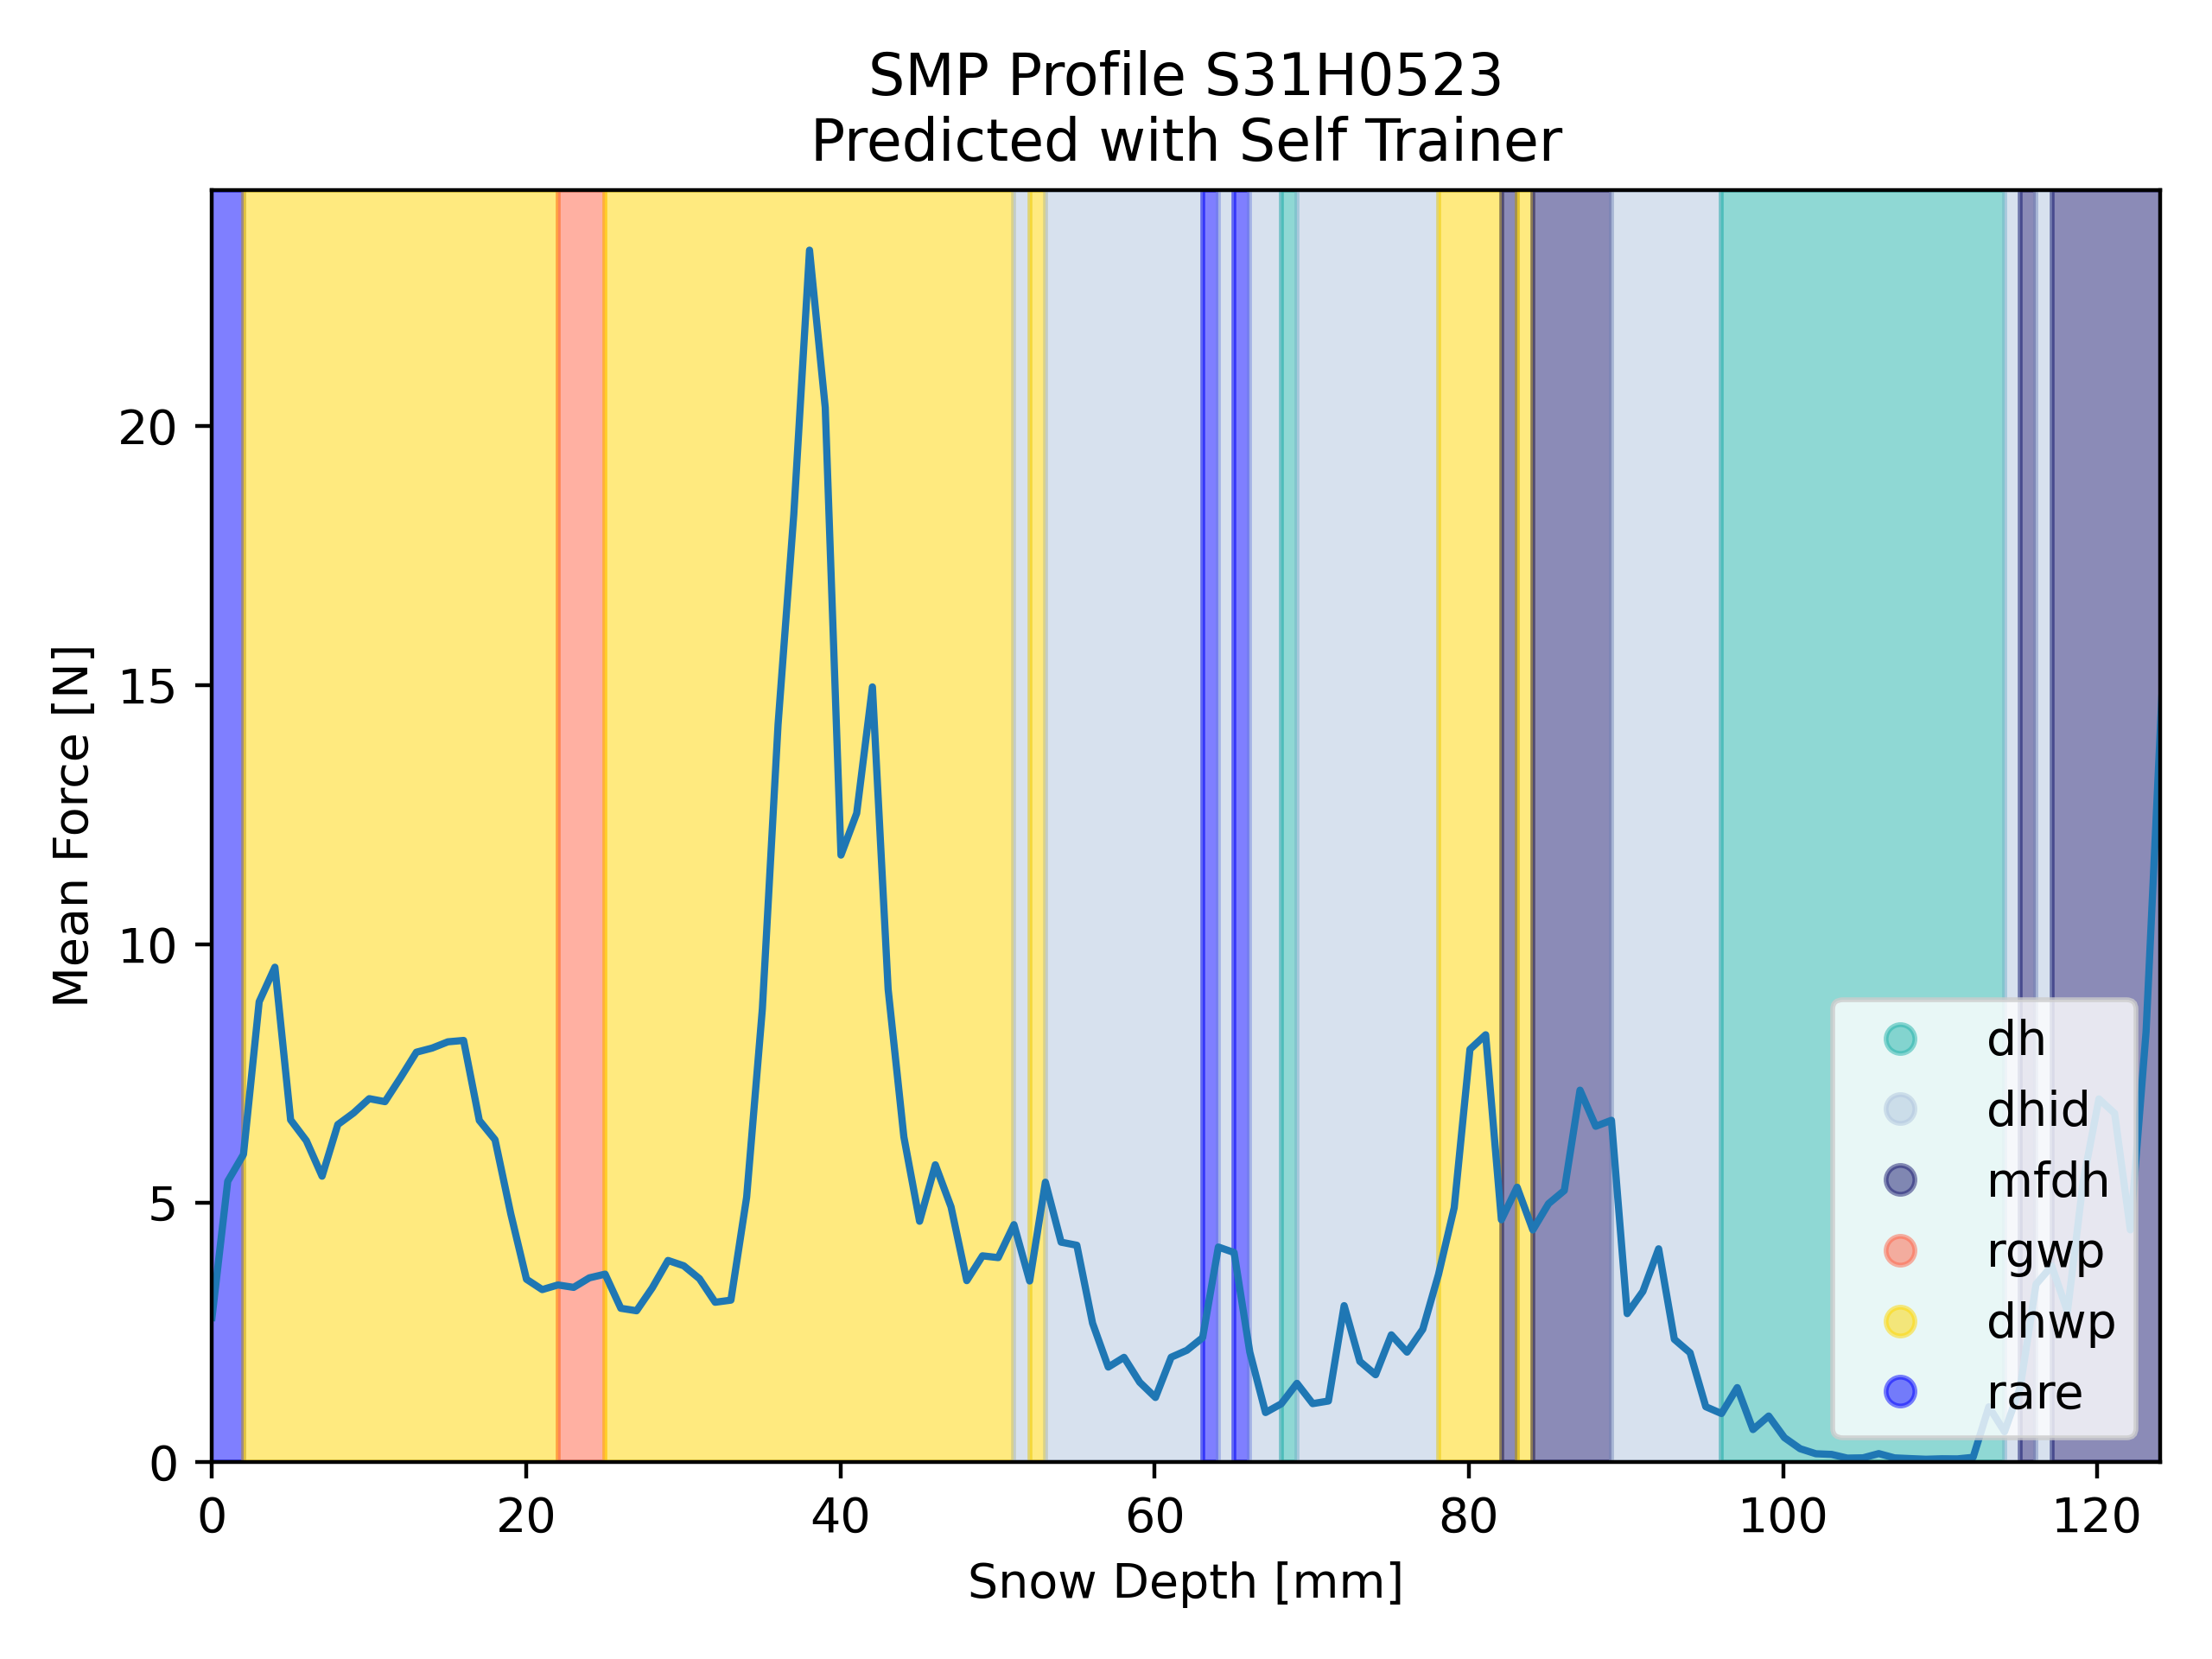 SMP Profile S31H0523
Predicted with Self Trainer
Mean Force [N]
20
15
10
5
0
0 20 40 60 80 100 120
Snow Depth [mm]
dh
dhid
mfdh
rgwp
dhwp
rare